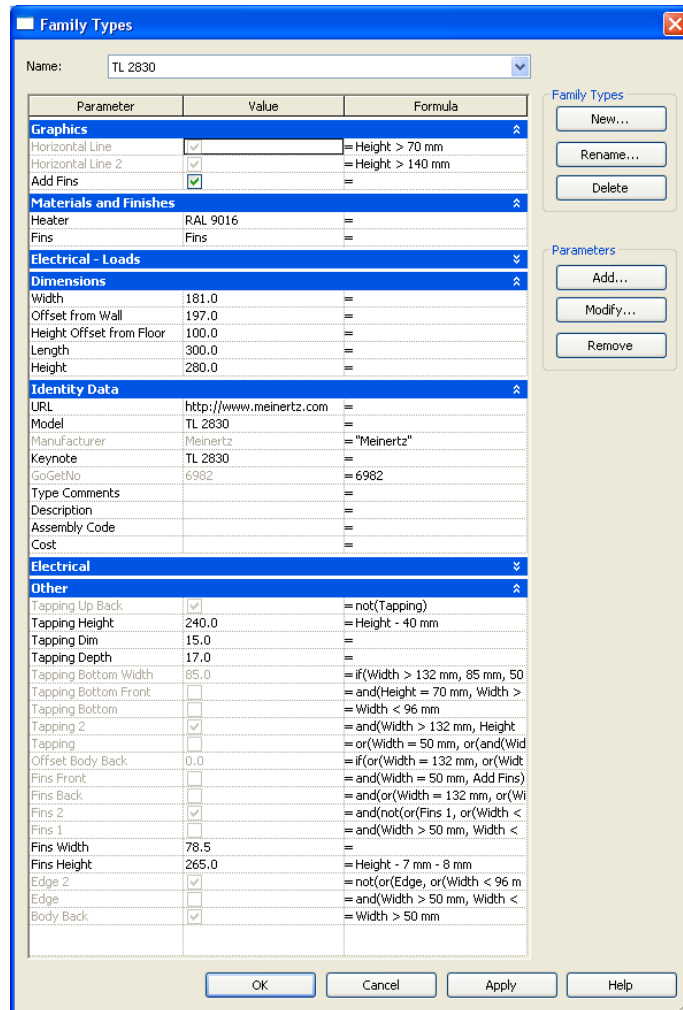 Family Types
Name: TL 2830
Parameter Value Formula
Graphics
Horizontal Line = Height > 70 mm
Horizontal Line 2 = Height > 140 mm
Add Fins =
Materials and Finishes
Heater RAL 9016 =
Fins Fins =
Electrical - Loads
Dimensions
Width 181.0 =
Offset from Wall 197.0 =
Height Offset from Floor 100.0 =
Length 300.0 =
Height 280.0 =
Identity Data
URL http://www.meinertz.com =
Model TL 2830 =
Manufacturer Meinertz = "Meinertz"
Keynote TL 2830 =
GoGetNo 6982 = 6982
Type Comments =
Description =
Assembly Code =
Cost =
Electrical
Other
Tapping Up Back = not(Tapping)
Tapping Height 240.0 = Height - 40 mm
Tapping Dim 15.0 =
Tapping Depth 17.0 =
Tapping Bottom Width 85.0 = if(Width > 132 mm, 85 mm, 50
Tapping Bottom Front = and(Height = 70 mm, Width >
Tapping Bottom = Width < 96 mm
Tapping 2 = and(Width > 132 mm, Height
Tapping = or(Width = 50 mm, or(and(Wid
Offset Body Back 0.0 = if(or(Width = 132 mm, or(Widt
Fins Front = and(Width = 50 mm, Add Fins)
Fins Back = and(or(Width = 132 mm, or(Wi
Fins 2 = and(not(or(Fins 1, or(Width <
Fins 1 = and(Width > 50 mm, Width <
Fins Width 78.5 =
Fins Height 265.0 = Height - 7 mm - 8 mm
Edge 2 = not(or(Edge, or(Width < 96 m
Edge = and(Width > 50 mm, Width <
Body Back = Width > 50 mm
Family Types
New...
Rename...
Delete
Parameters
Add...
Modify...
Remove
OK Cancel Apply Help